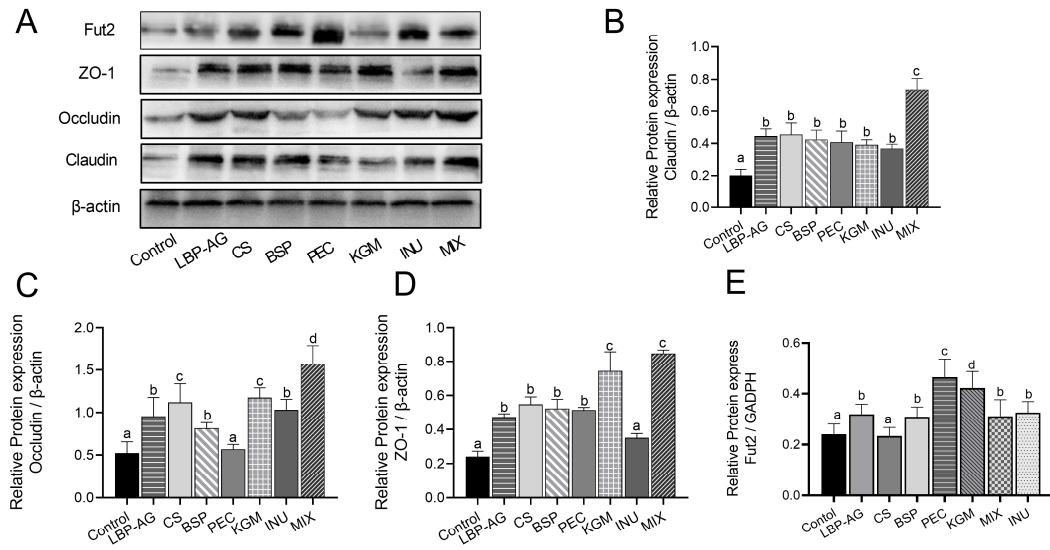 A
Fut2
ZO-1
Occludin
Claudin
β-actin
Control LBP-AG CS BSP PEC KGM INU MIX
B
Relative Protein expression
Claudin / β-actin
1.0
0.8
0.6
0.4
0.2
0.0
a b b b b b b c
Control LBP-AG CS BSP PEC KGM INU MIX
C
Relative Protein expression
Occludin / β-actin
2.0
1.5
1.0
0.5
0.0
a b c b a c b d
Control LBP-AG CS BSP PEC KGM INU MIX
D
Relative Protein expression
ZO-1 / β-actin
1.0
0.8
0.6
0.4
0.2
0.0
a b b b b c a c
Control LBP-AG CS BSP PEC KGM INU MIX
E
Relative Protein express
Fut2 / GADPH
0.6
0.4
0.2
0.0
a b a b c d b b
Control LBP-AG CS BSP PEC KGM MIX INU